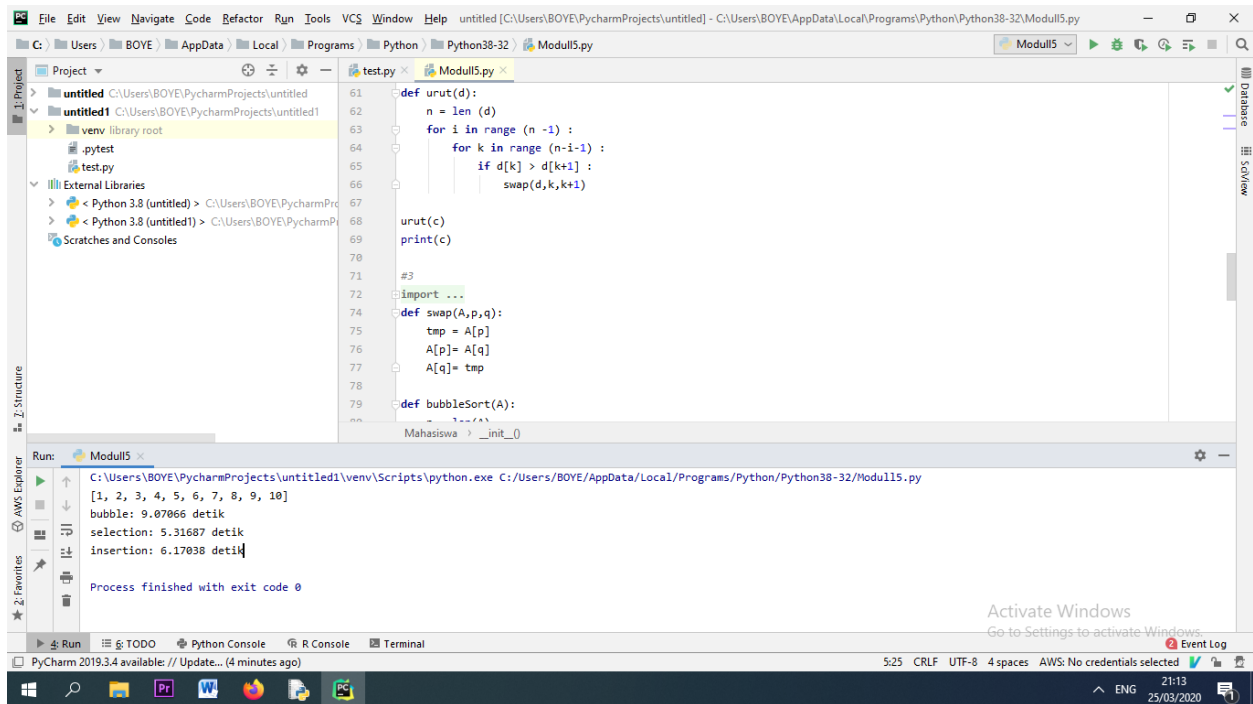 File Edit View Navigate Code Refactor Run Tools VCS Window Help untitled [C:\Users\BOYE\PycharmProjects\untitled] - C:\Users\BOYE\AppData\Local\Programs\Python\Python38-32\Modull5.py
C: Users BOYE AppData Local Programs Python Python38-32 Modull5.py Modull5
1: Project
Project
test.py
Modull5.py
untitled C:\Users\BOYE\PycharmProjects\untitled
untitled1 C:\Users\BOYE\PycharmProjects\untitled1
venv library root
.pytest
test.py
External Libraries
< Python 3.8 (untitled) > C:\Users\BOYE\PycharmPro
< Python 3.8 (untitled1) > C:\Users\BOYE\PycharmP
Scratches and Consoles
61 def urut(d):
62 n = len (d)
63 for i in range (n -1) :
64 for k in range (n-i-1) :
65 if d[k] > d[k+1] :
66 swap(d,k,k+1)
67
68 urut(c)
69 print(c)
70
71 #3
72 import ...
74 def swap(A,p,q):
75 tmp = A[p]
76 A[p]= A[q]
77 A[q]= tmp
78
79 def bubbleSort(A):
Mahasiswa > __init__()
Database
SciView
Z: Structure
AWS Explorer
2: Favorites
Run: Modull5
C:\Users\BOYE\PycharmProjects\untitled1\venv\Scripts\python.exe C:/Users/BOYE/AppData/Local/Programs/Python/Python38-32/Modull5.py
[1, 2, 3, 4, 5, 6, 7, 8, 9, 10]
bubble: 9.07066 detik
selection: 5.31687 detik
insertion: 6.17038 detik
Process finished with exit code 0
Activate Windows
Go to Settings to activate Windows.
4: Run 6: TODO Python Console R Console Terminal 2 Event Log
PyCharm 2019.3.4 available: // Update... (4 minutes ago) 5:25 CRLF UTF-8 4 spaces AWS: No credentials selected
ENG
21:13
25/03/2020